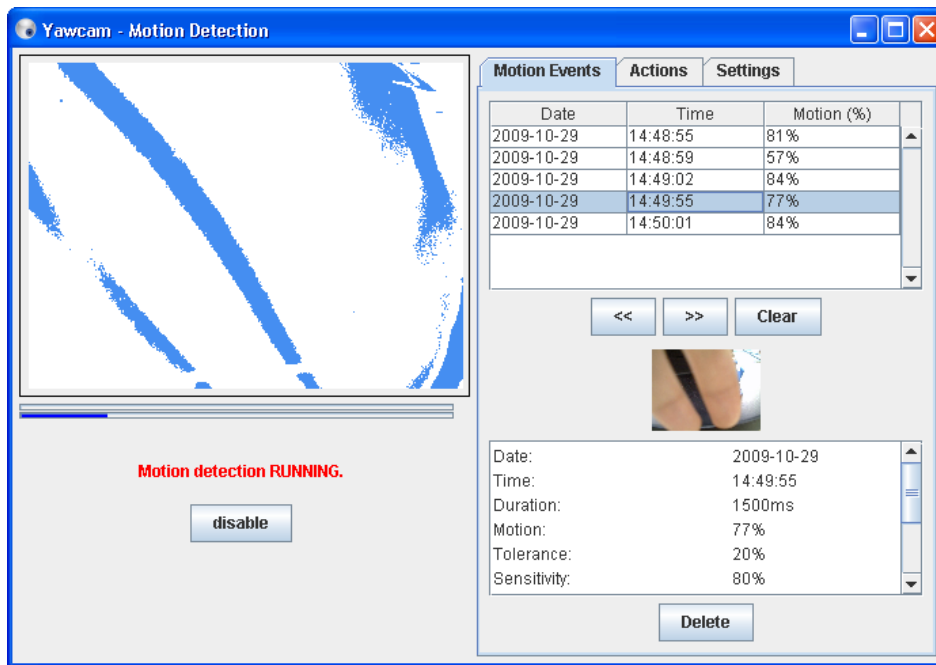 Yawcam - Motion Detection
Motion Events Actions Settings
Date Time Motion (%)
2009-10-29 14:48:55 81%
2009-10-29 14:48:59 57%
2009-10-29 14:49:02 84%
2009-10-29 14:49:55 77%
2009-10-29 14:50:01 84%
<< >> Clear
Motion detection RUNNING.
disable
Date: 2009-10-29
Time: 14:49:55
Duration: 1500ms
Motion: 77%
Tolerance: 20%
Sensitivity: 80%
Delete